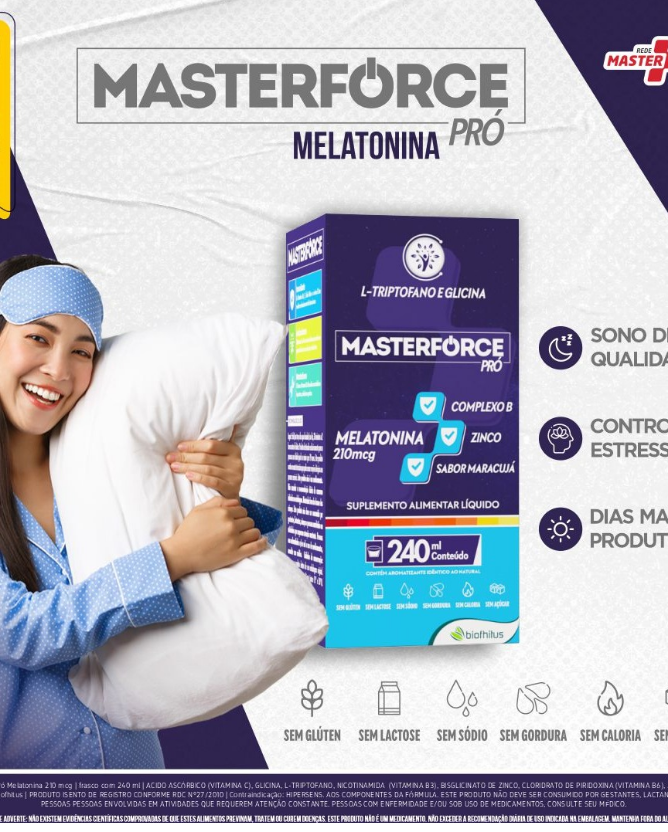 MASTERFORCE
PRÓ
MELATONINA
REDE
MASTER
MASTERFORCE
L-TRIPTOFANO E GLICINA
MASTERFORCE
PRÓ
COMPLEXO B
MELATONINA
210mcg
ZINCO
SABOR MARACUJÁ
SUPLEMENTO ALIMENTAR LÍQUIDO
240 ml
Conteúdo
CONTÉM AROMATIZANTE IDÊNTICO AO NATURAL
SEM GLÚTEN SEM LACTOSE SEM SÓDIO SEM GORDURA SEM CALORIA SEM AÇÚCAR
biofhitus
SONO DE
QUALIDA
CONTRO
ESTRESS
DIAS MA
PRODUT
SEM GLÚTEN SEM LACTOSE SEM SÓDIO SEM GORDURA SEM CALORIA SE
ó Melatonina 210 mcg | frasco com 240 ml | ÁCIDO ASCÓRBICO (VITAMINA C), GLICINA, L-TRIPTOFANO, NICOTINAMIDA (VITAMINA B3), BISGLICINATO DE ZINCO, CLORIDRATO DE PIRIDOXINA (VITAMINA B6),
ofhitus | PRODUTO ISENTO DE REGISTRO CONFORME RDC Nº27/2010 | Contraindicação: HIPERSENS. AOS COMPONENTES DA FÓRMULA. ESTE PRODUTO NÃO DEVE SER CONSUMIDO POR GESTANTES, LACTAN
PESSOAS PESSOAS ENVOLVIDAS EM ATIVIDADES QUE REQUEREM ATENÇÃO CONSTANTE. PESSOAS COM ENFERMIDADE E/OU SOB USO DE MEDICAMENTOS, CONSULTE SEU MÉDICO.
E ADVERTE: NÃO EXISTEM EVIDÊNCIAS CIENTÍFICAS COMPROVADAS DE QUE ESTES ALIMENTOS PREVINAM, TRATEM OU CUREM DOENÇAS. ESTE PRODUTO NÃO É UM MEDICAMENTO. NÃO EXCEDER A RECOMENDAÇÃO DIÁRIA DE USO INDICADA NA EMBALAGEM. MANTENHA FORA DO